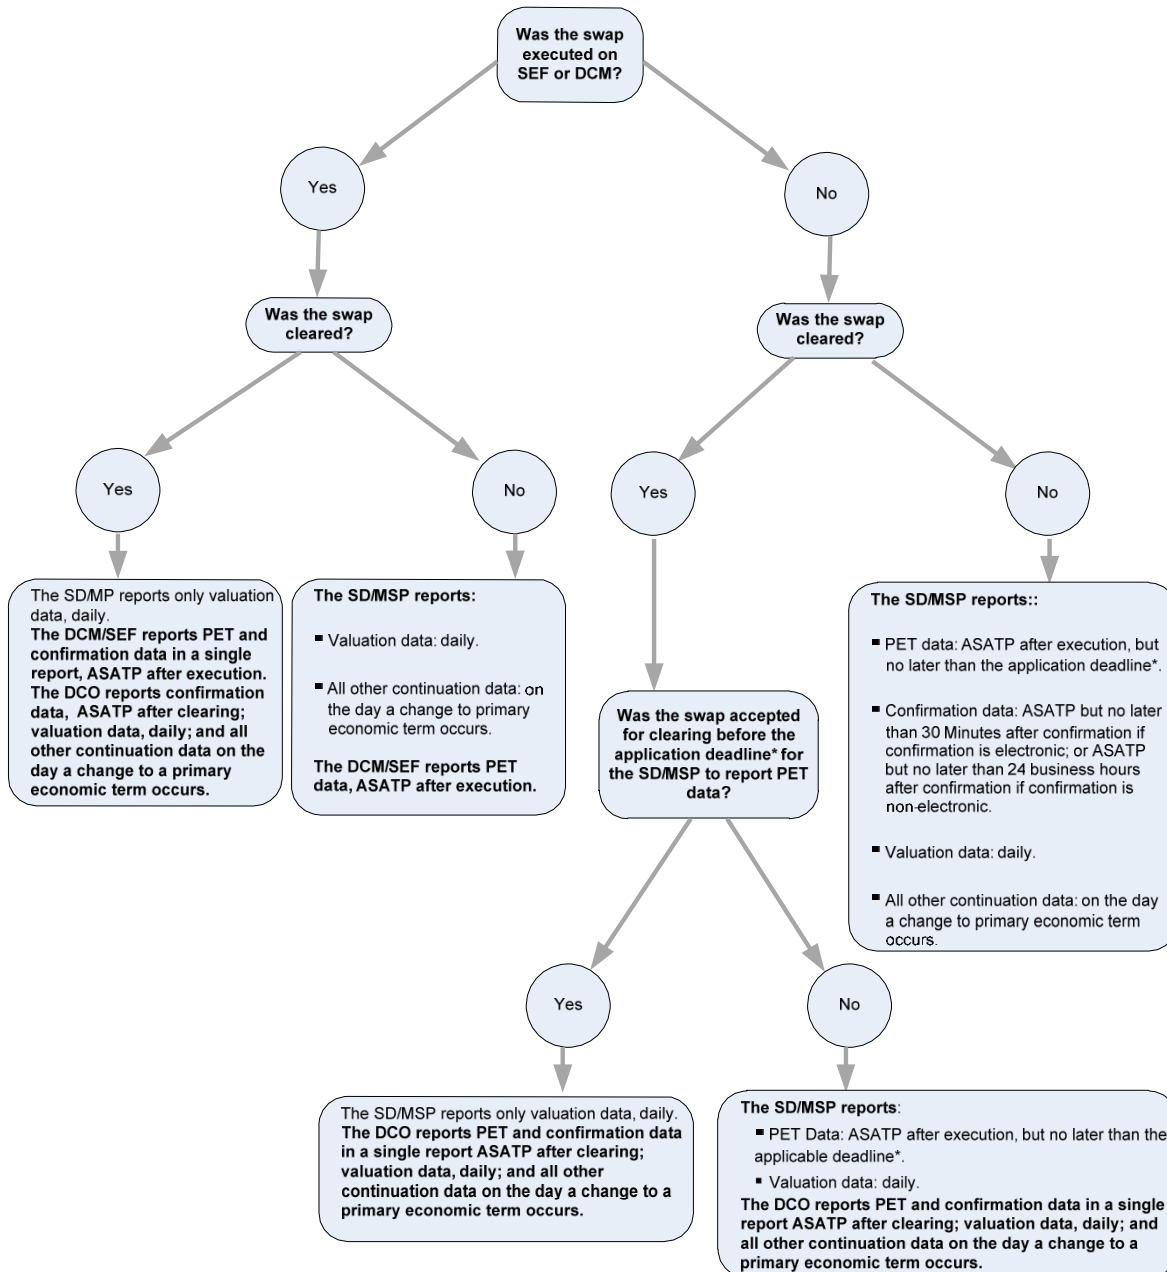 Was the swap
executed on
SEF or DCM?
Yes
No
Was the swap
cleared?
Was the swap
cleared?
Yes
No
Yes
No
The SD/MP reports only valuation
data, daily.
The DCM/SEF reports PET and
confirmation data in a single
report, ASATP after execution.
The DCO reports confirmation
data, ASATP after clearing;
valuation data, daily; and all
other continuation data on the
day a change to a primary
economic term occurs.
The SD/MSP reports:
▪ Valuation data: daily.
▪ All other continuation data: on
the day a change to primary
economic term occurs.
The DCM/SEF reports PET
data, ASATP after execution.
Was the swap accepted
for clearing before the
application deadline* for
the SD/MSP to report PET
data?
The SD/MSP reports::
▪ PET data: ASATP after execution, but
no later than the application deadline*.
▪ Confirmation data: ASATP but no later
than 30 Minutes after confirmation if
confirmation is electronic; or ASATP
but no later than 24 business hours
after confirmation if confirmation is
non-electronic.
▪ Valuation data: daily.
▪ All other continuation data: on the day
a change to primary economic term
occurs.
Yes
No
The SD/MSP reports only valuation data, daily.
The DCO reports PET and confirmation data
in a single report ASATP after clearing;
valuation data, daily; and all other
continuation data on the day a change to a
primary economic term occurs.
The SD/MSP reports:
▪ PET Data: ASATP after execution, but no later than the
applicable deadline*.
▪ Valuation data: daily.
The DCO reports PET and confirmation data in a single
report ASATP after clearing; valuation data, daily; and
all other continuation data on the day a change to a
primary economic term occurs.